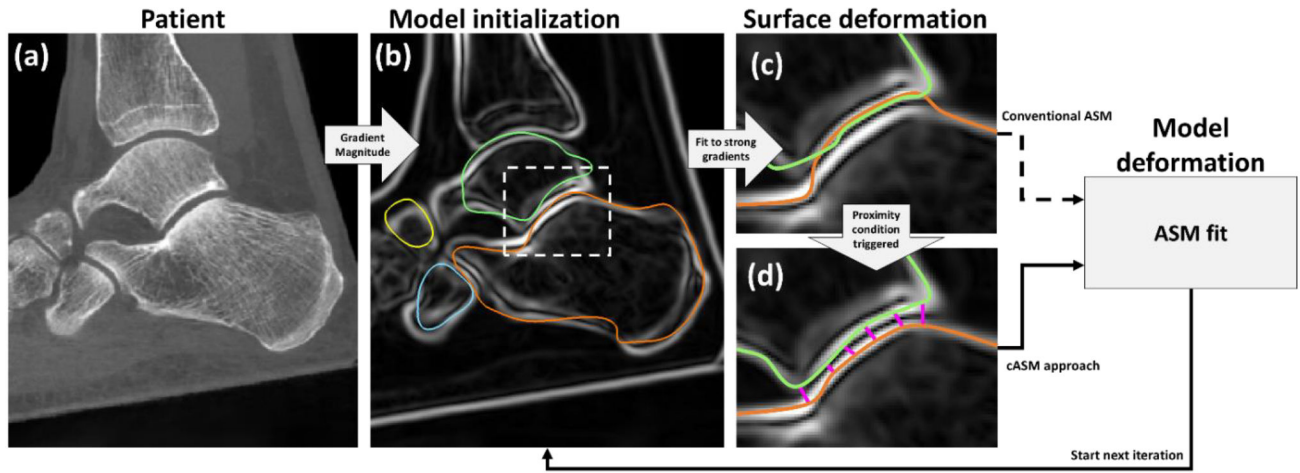 Patient
Model initialization
Surface deformation
(a)
(b)
(c)
Gradient
Magnitude
Fit to strong
gradients
Conventional ASM
Model
deformation
ASM fit
Proximity
condition
triggered
(d)
cASM approach
Start next iteration